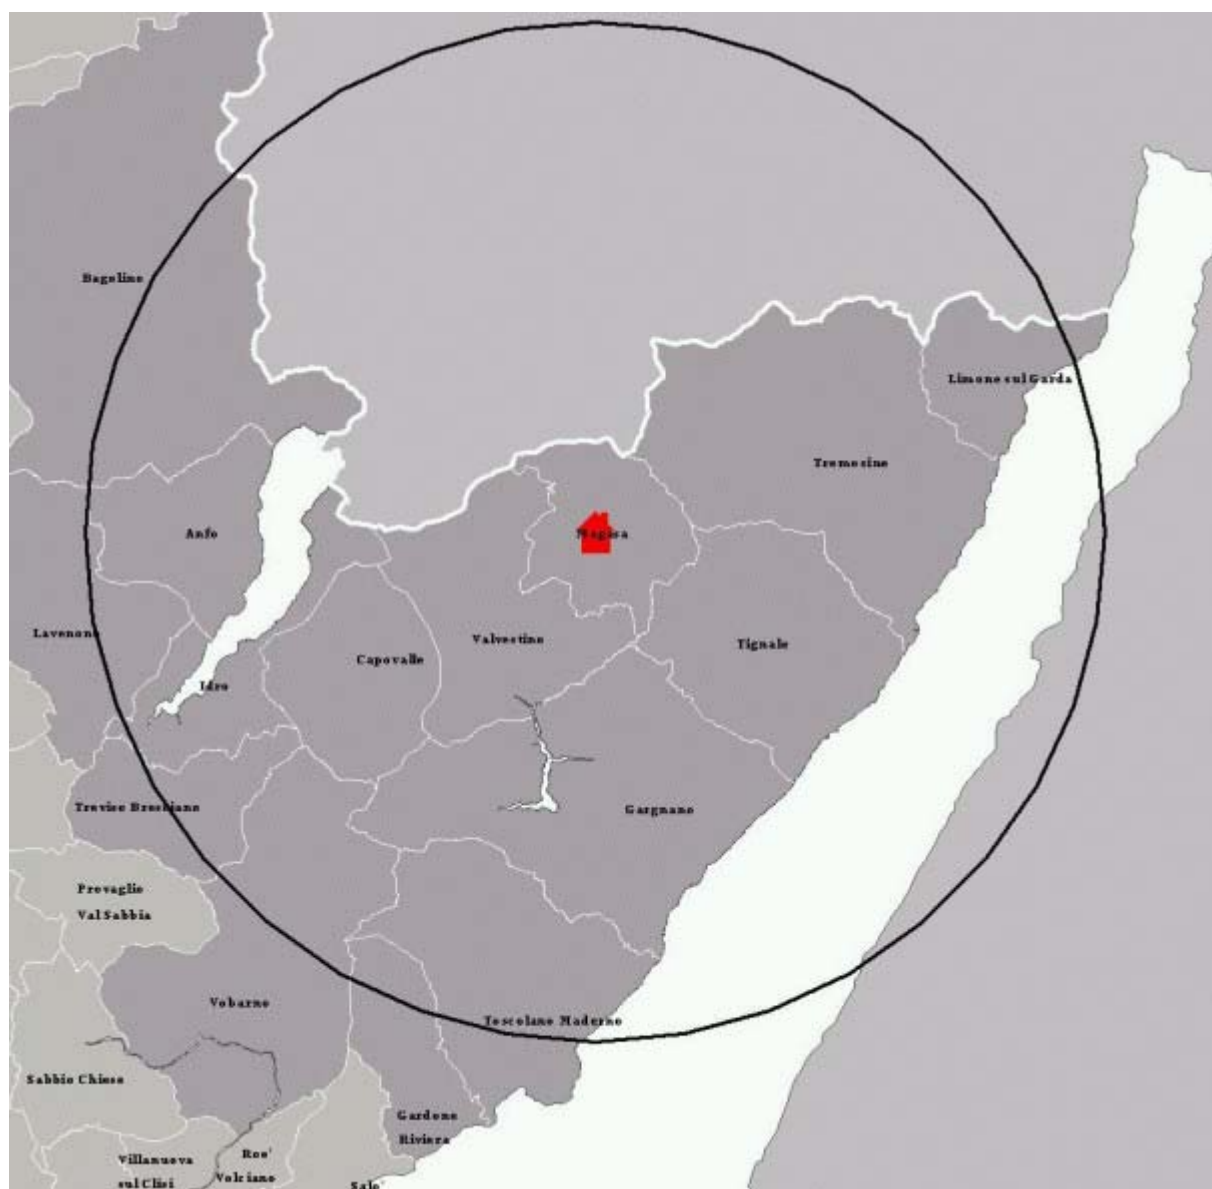 Bagolino
Limone sul Garda
Tremosine
Anfo
Magasa
Lavenone
Valvestino
Tignale
Capovalle
Idro
Treviso Bresciano
Gargnano
Provaglio
Val Sabbia
Vobarno
Toscolano Maderno
Sabbio Chiese
Gardone
Riviera
Roe'
Volciano
Villanuova
sul Clisi
Salo'